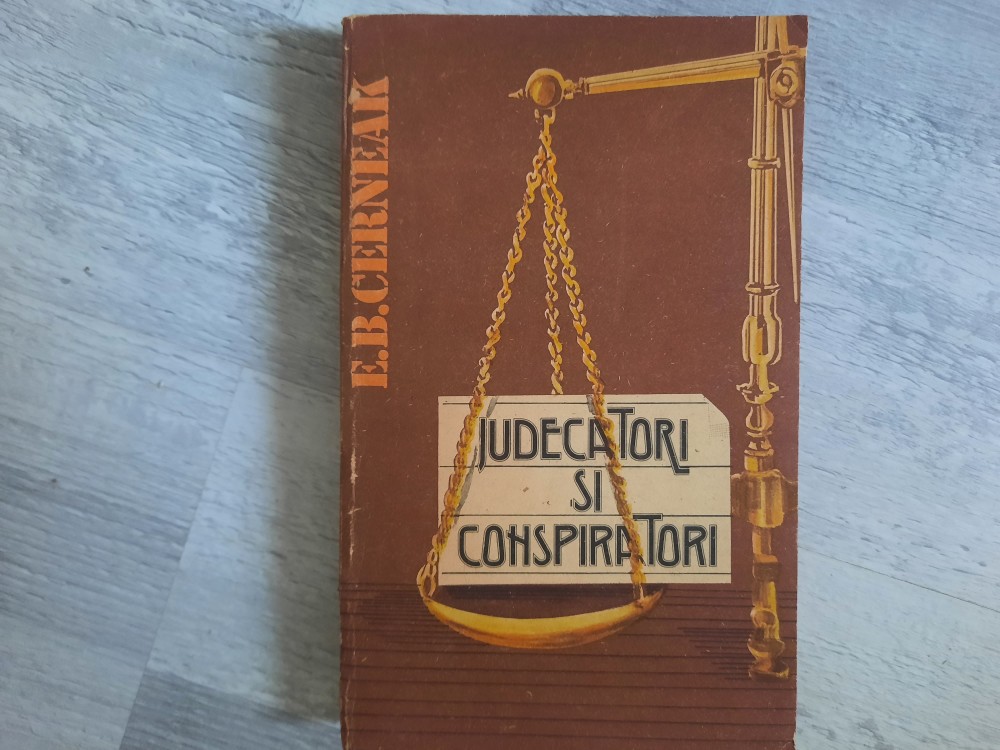 E.B.CERNEAK
JUDECATORI
SI
CONSPIRATORI